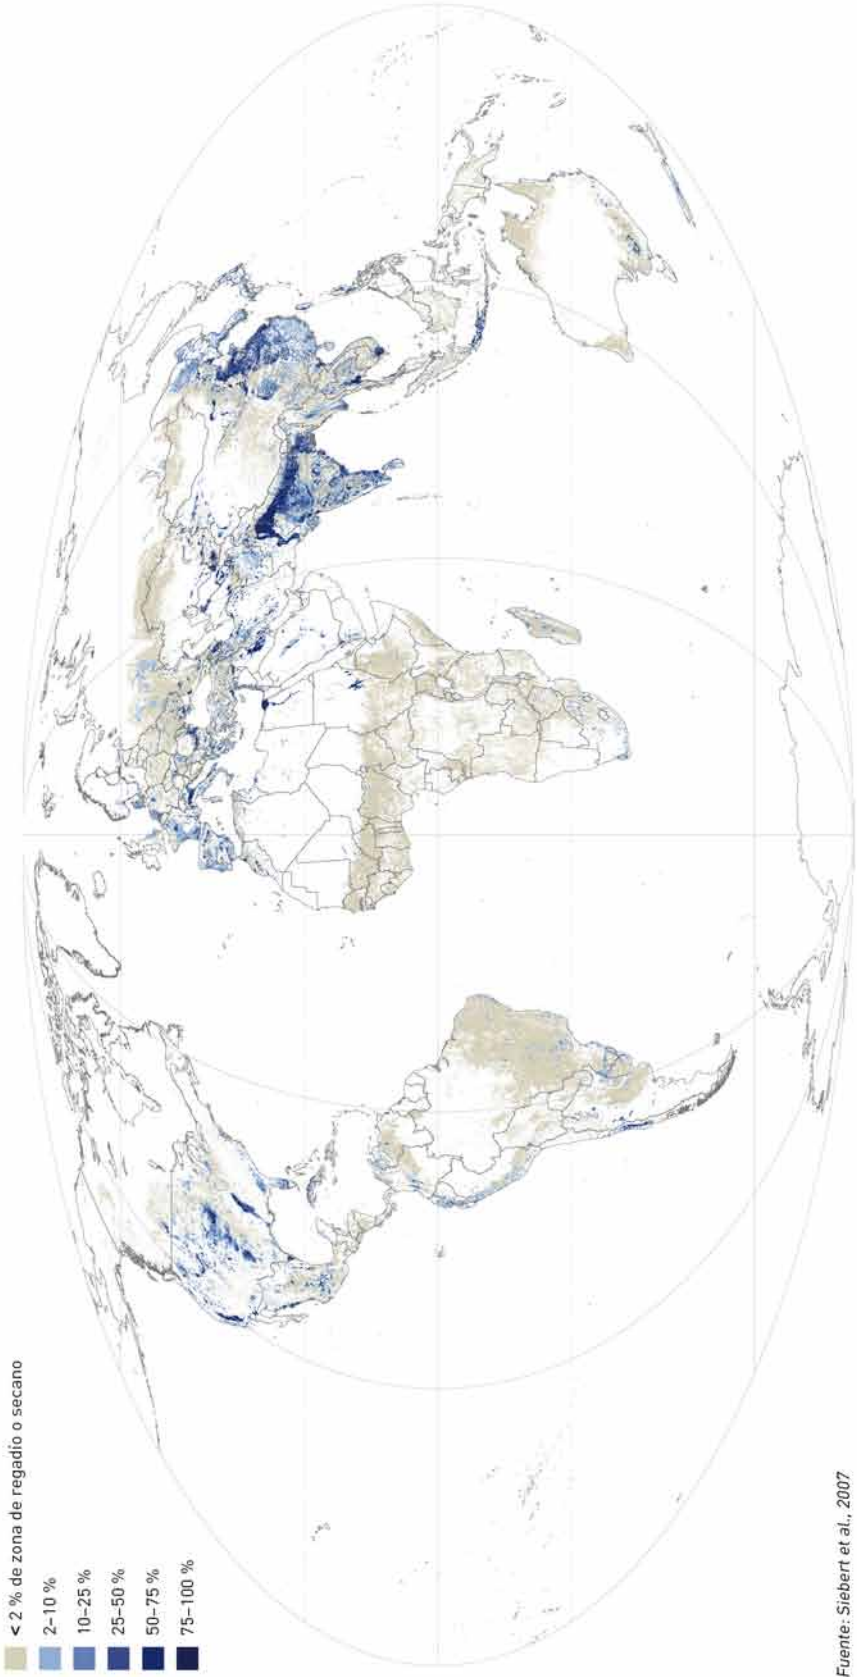 < 2 % de zona de regadío o secano
2–10 %
10–25 %
25–50 %
50–75 %
75–100 %
Fuente: Siebert et al., 2007